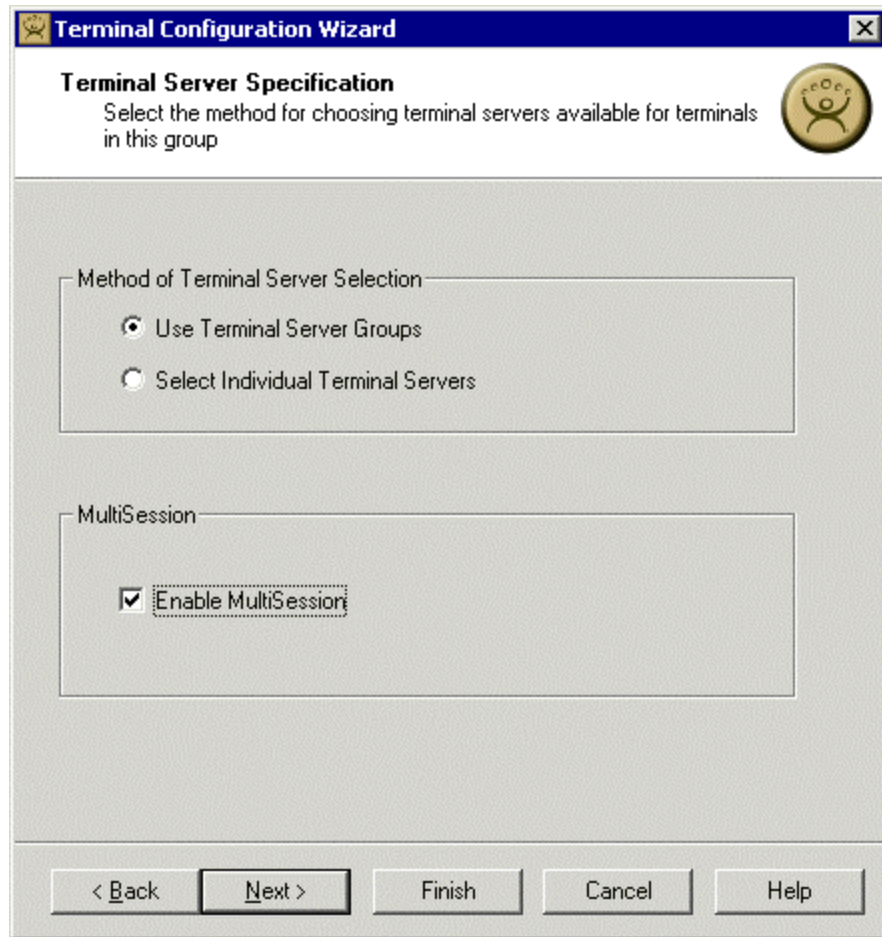 Terminal Configuration Wizard
Terminal Server Specification
Select the method for choosing terminal servers available for terminals
in this group
Method of Terminal Server Selection
Use Terminal Server Groups
Select Individual Terminal Servers
MultiSession
Enable MultiSession
< Back Next > Finish Cancel Help